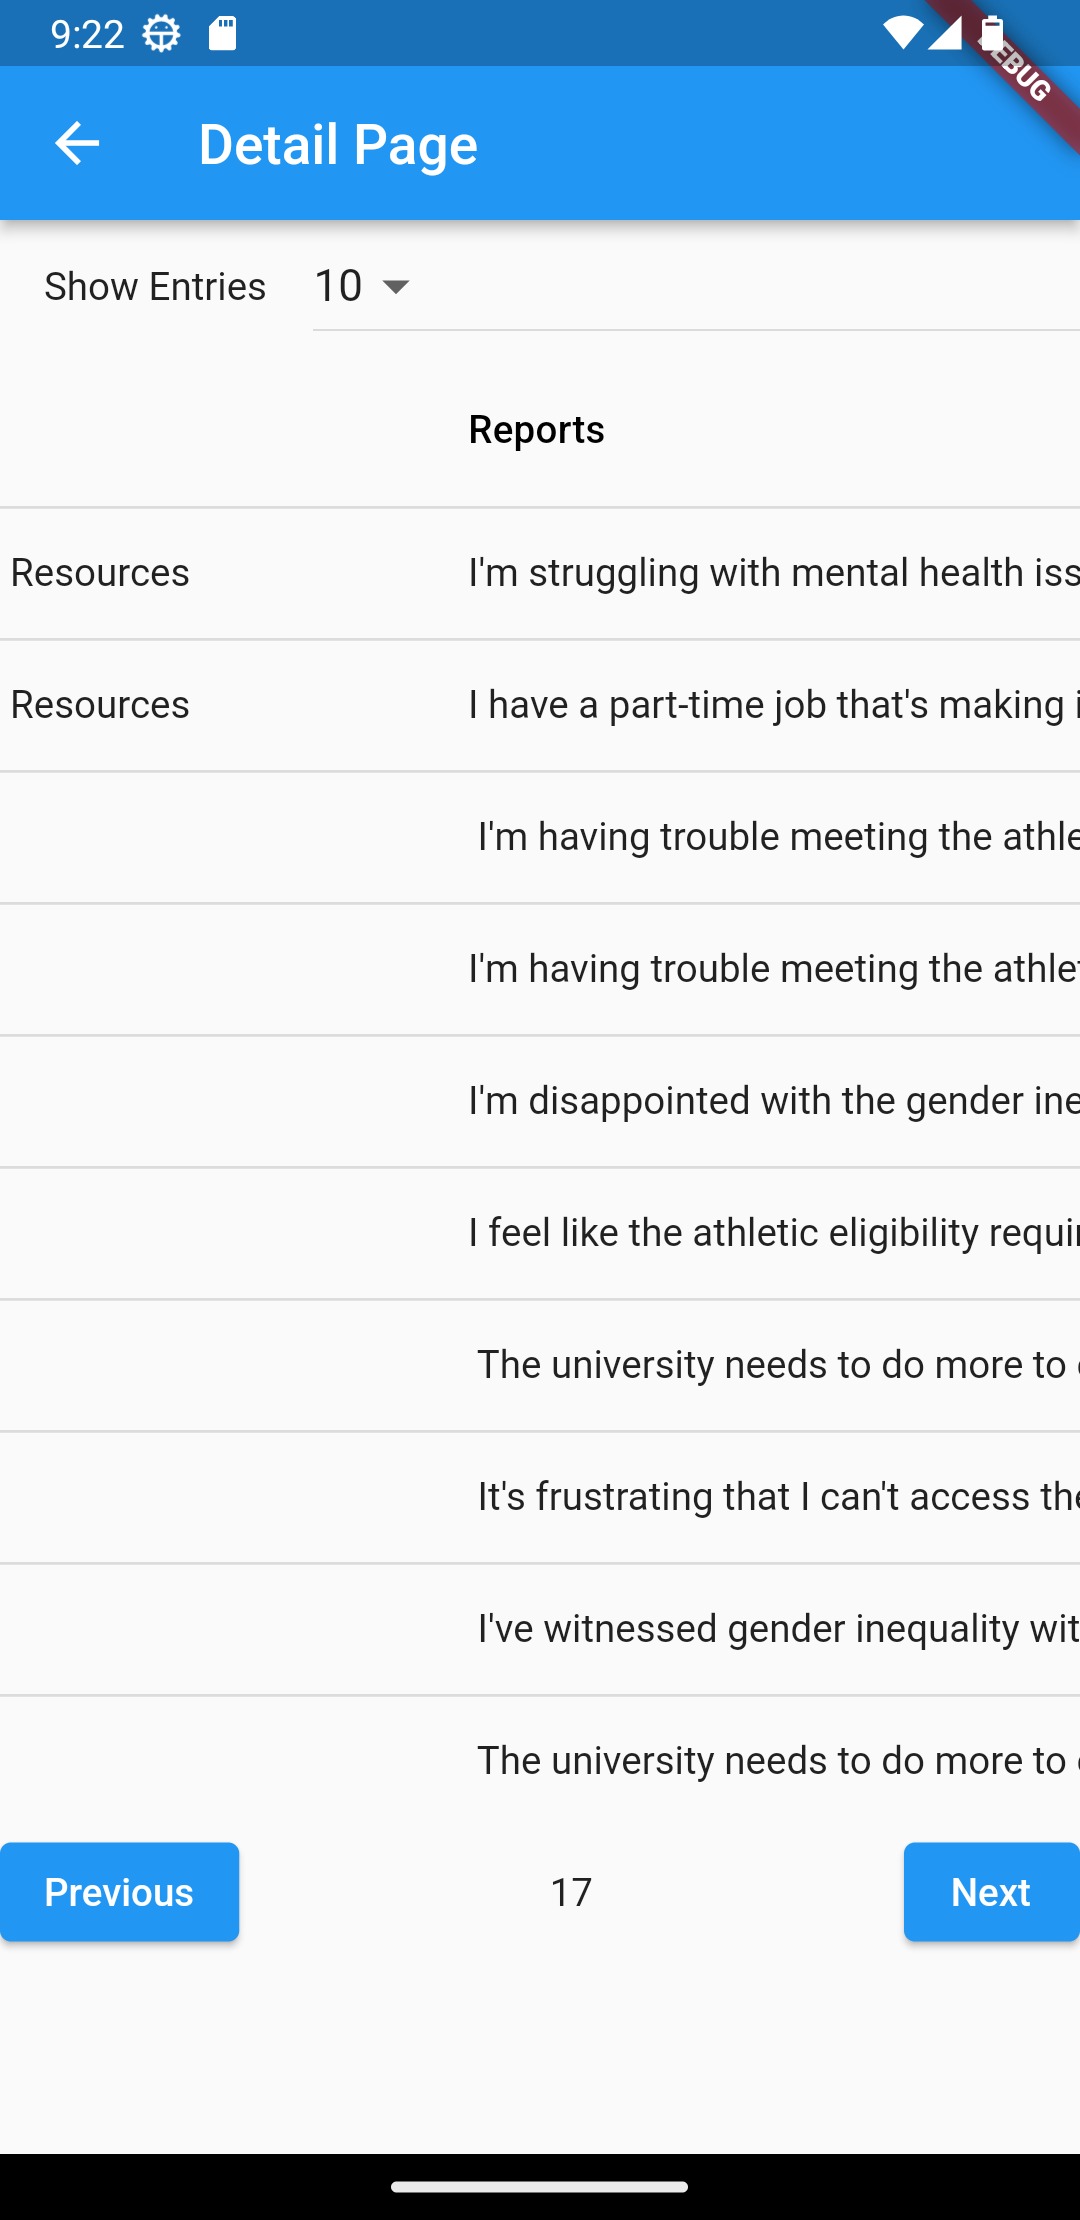 9:22
EBUG
Detail Page
Show Entries 10
Reports
Resources I'm struggling with mental health iss
Resources I have a part-time job that's making i
I'm having trouble meeting the athle
I'm having trouble meeting the athlet
I'm disappointed with the gender ine
I feel like the athletic eligibility requir
The university needs to do more to
It's frustrating that I can't access the
I've witnessed gender inequality wit
The university needs to do more to
Previous 17 Next